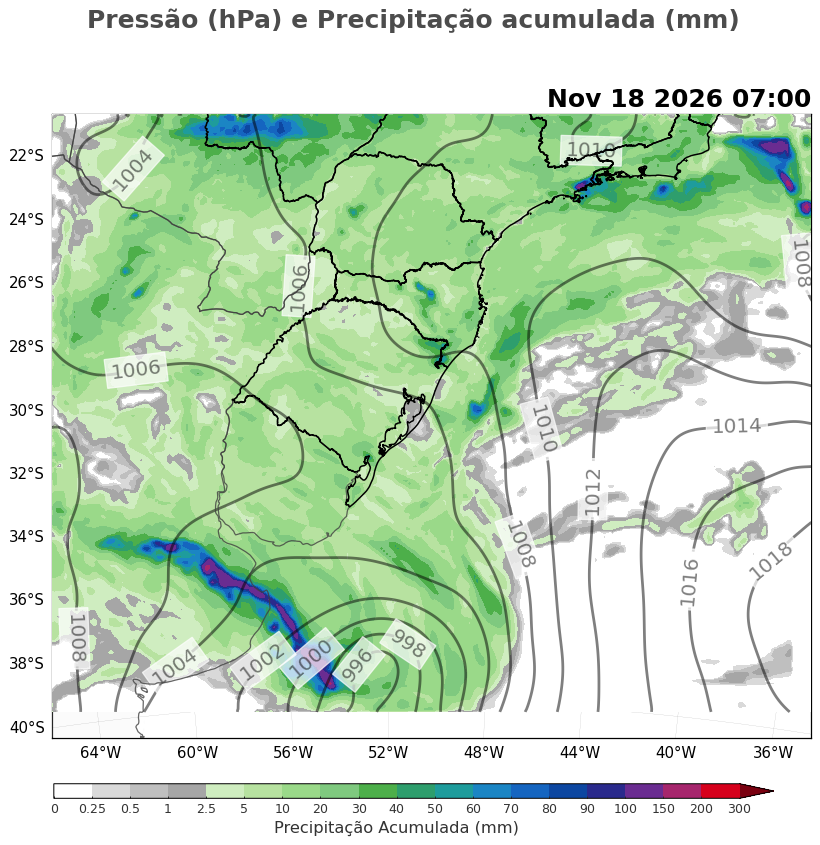 Pressão (hPa) e Precipitação acumulada (mm)
Nov 18 2026 07:00
22°S
24°S
26°S
28°S
30°S
32°S
34°S
36°S
38°S
40°S
1004
1010
1006
1008
1006
1014
1010
1012
1008
1016
1018
1008
1004
1002
1000
996
998
64°W 60°W 56°W 52°W 48°W 44°W 40°W 36°W
0 0.25 0.5 1 2.5 5 10 20 30 40 50 60 70 80 90 100 150 200 300
Precipitação Acumulada (mm)